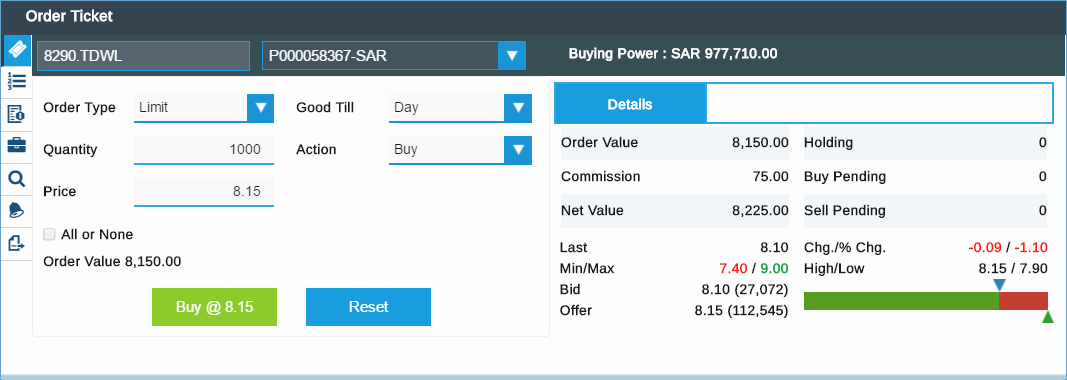 Order Ticket
8290.TDWL P000058367-SAR Buying Power : SAR 977,710.00
Order Type Limit Good Till Day
Quantity 1000 Action Buy
Price 8.15
All or None
Order Value 8,150.00
Buy @ 8.15 Reset
Details
Order Value 8,150.00 Holding 0
Commission 75.00 Buy Pending 0
Net Value 8,225.00 Sell Pending 0
Last 8.10 Chg./% Chg. -0.09 / -1.10
Min/Max 7.40 / 9.00 High/Low 8.15 / 7.90
Bid 8.10 (27,072)
Offer 8.15 (112,545)